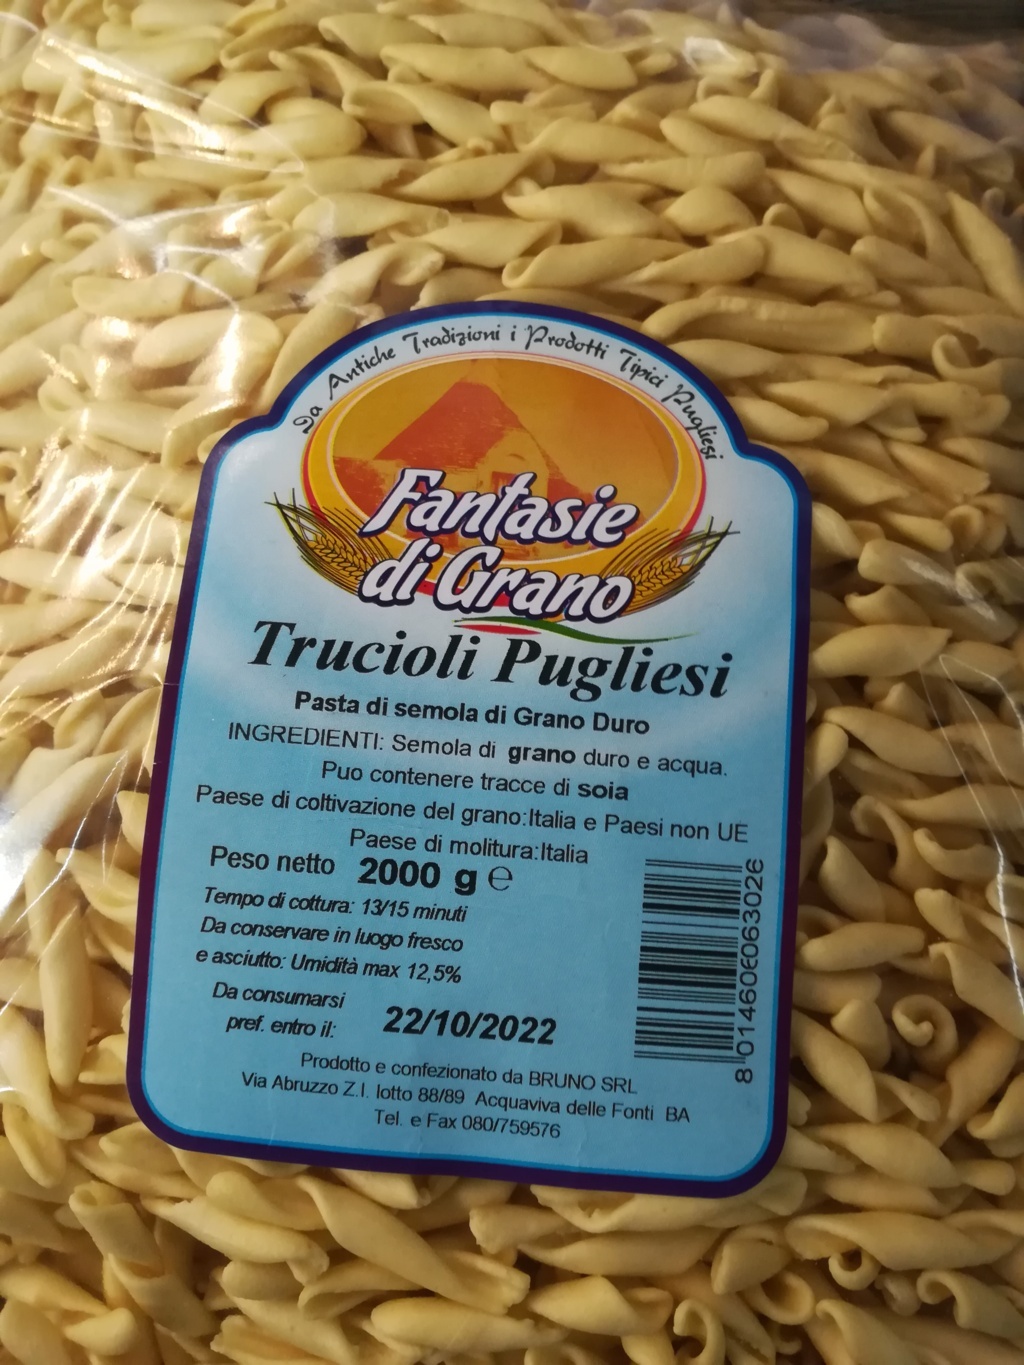 Da Antiche Tradizioni i Prodotti Tipici Pugliesi
Fantasie
di Grano
Trucioli Pugliesi
Pasta di semola di Grano Duro
INGREDIENTI: Semola di grano duro e acqua.
Puo contenere tracce di soia
Paese di coltivazione del grano:Italia e Paesi non UE
Paese di molitura:Italia
Peso netto 2000 g ℮
Tempo di cottura: 13/15 minuti
Da conservare in luogo fresco
e asciutto: Umidità max 12,5%
Da consumarsi
pref. entro il: 22/10/2022
Prodotto e confezionato da BRUNO SRL
Via Abruzzo Z.I. lotto 88/89 Acquaviva delle Fonti BA
Tel. e Fax 080/759576
8 014606 063026